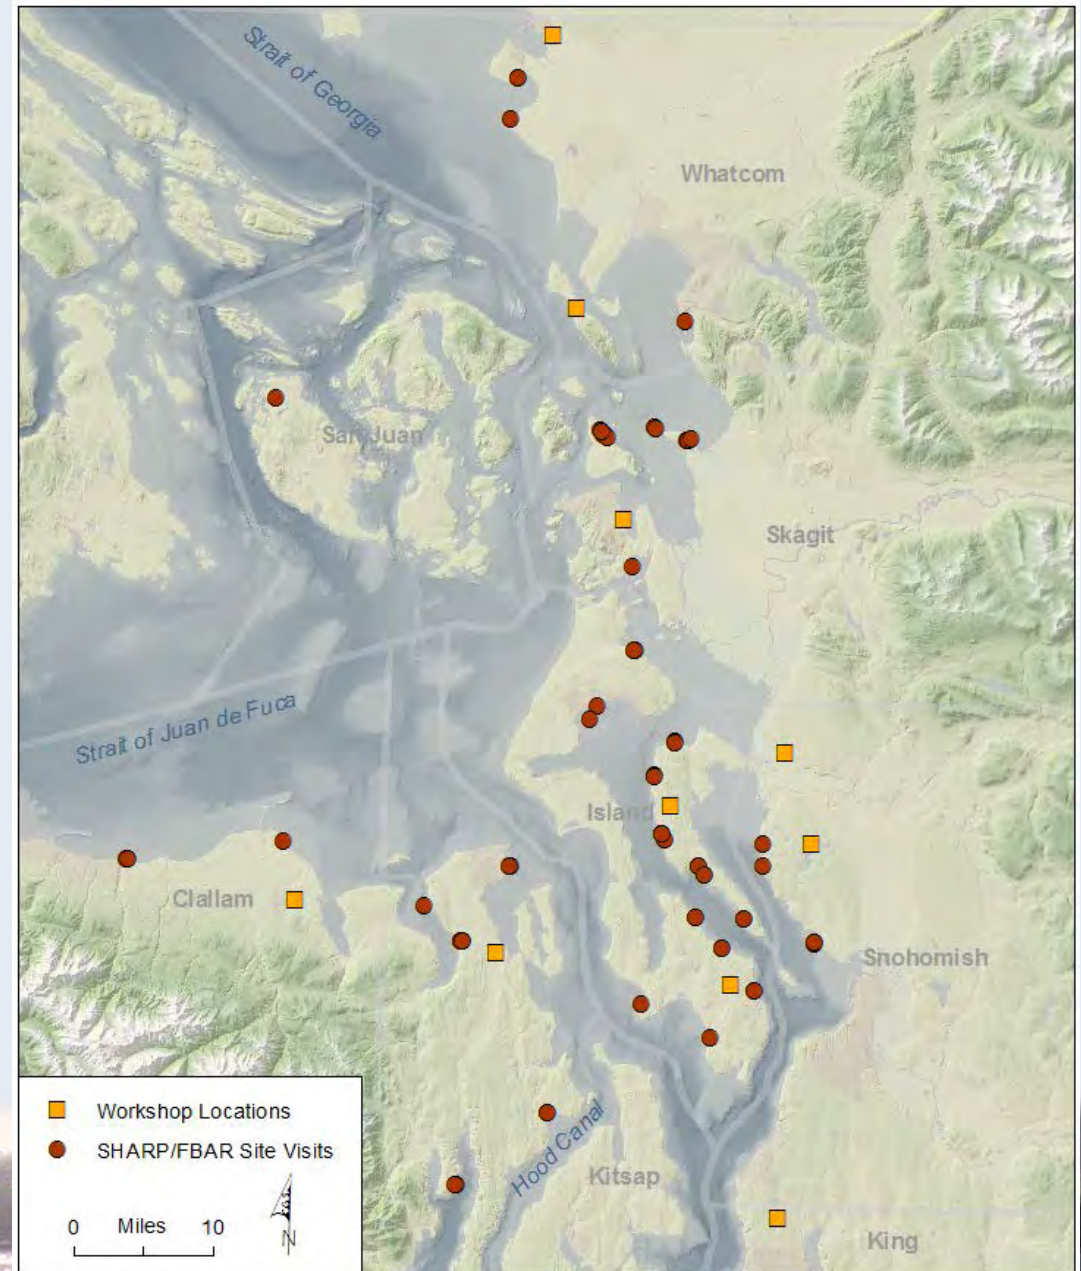 Strait of Georgia
Whatcom
San Juan
Skagit
Strait of Juan de Fuca
Island
Clallam
Snohomish
Hood Canal
Kitsap
King
Workshop Locations
SHARP/FBAR Site Visits
0 Miles 10
N